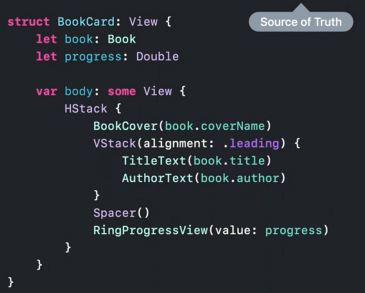 Source of Truth
struct BookCard: View {
    let book: Book
    let progress: Double

    var body: some View {
        HStack {
            BookCover(book.coverName)
            VStack(alignment: .leading) {
                TitleText(book.title)
                AuthorText(book.author)
            }
            Spacer()
            RingProgressView(value: progress)
        }
    }
}